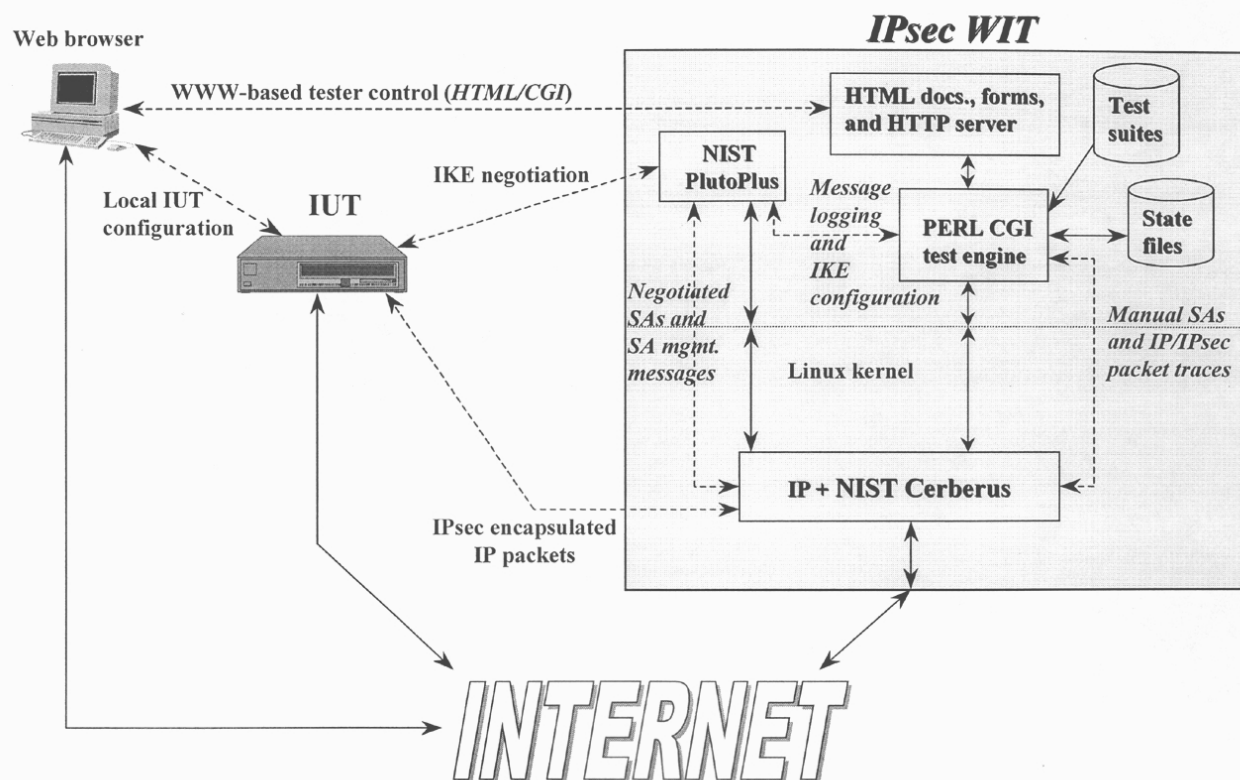 IPsec WIT
Web browser
WWW-based tester control (HTML/CGI)
HTML docs., forms,
and HTTP server
Test
suites
NIST
PlutoPlus
IKE negotiation
Message
logging
and
IKE
configuration
PERL CGI
test engine
State
files
Local IUT
configuration
IUT
Negotiated
SAs and
SA mgmt.
messages
Manual SAs
and IP/IPsec
packet traces
Linux kernel
IP + NIST Cerberus
IPsec encapsulated
IP packets
INTERNET